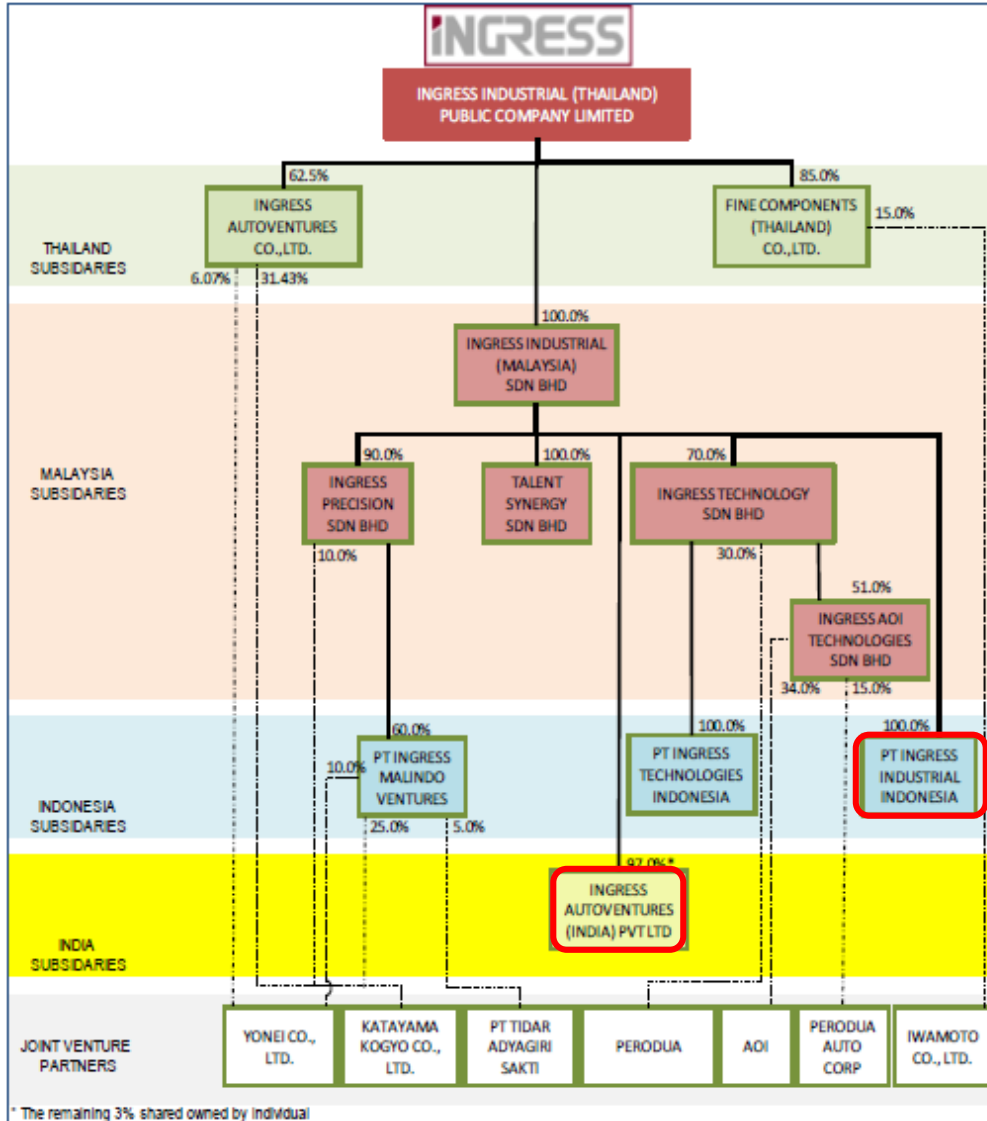 iNGRESS
INGRESS INDUSTRIAL (THAILAND)
PUBLIC COMPANY LIMITED
62.5%
85.0%
INGRESS
AUTOVENTURES
CO.,LTD.
FINE COMPONENTS
(THAILAND)
CO.,LTD.
15.0%
THAILAND
SUBSIDARIES
6.07%
31.43%
100.0%
INGRESS INDUSTRIAL
(MALAYSIA)
SDN BHD
MALAYSIA
SUBSIDARIES
90.0%
100.0%
70.0%
INGRESS
PRECISION
SDN BHD
TALENT
SYNERGY
SDN BHD
INGRESS TECHNOLOGY
SDN BHD
10.0%
30.0%
51.0%
INGRESS AOI
TECHNOLOGIES
SDN BHD
34.0%
15.0%
60.0%
100.0%
100.0%
10.0%
PT INGRESS
MALINDO
VENTURES
PT INGRESS
TECHNOLOGIES
INDONESIA
PT INGRESS
INDUSTRIAL
INDONESIA
INDONESIA
SUBSIDARIES
25.0%
5.0%
97.0%*
INGRESS
AUTOVENTURES
(INDIA) PVT LTD
INDIA
SUBSIDARIES
JOINT VENTURE
PARTNERS
YONEI CO.,
LTD.
KATAYAMA
KOGYO CO.,
LTD.
PT TIDAR
ADYAGIRI
SAKTI
PERODUA
AOI
PERODUA
AUTO
CORP
IWAMOTO
CO., LTD.
* The remaining 3% shared owned by Individual